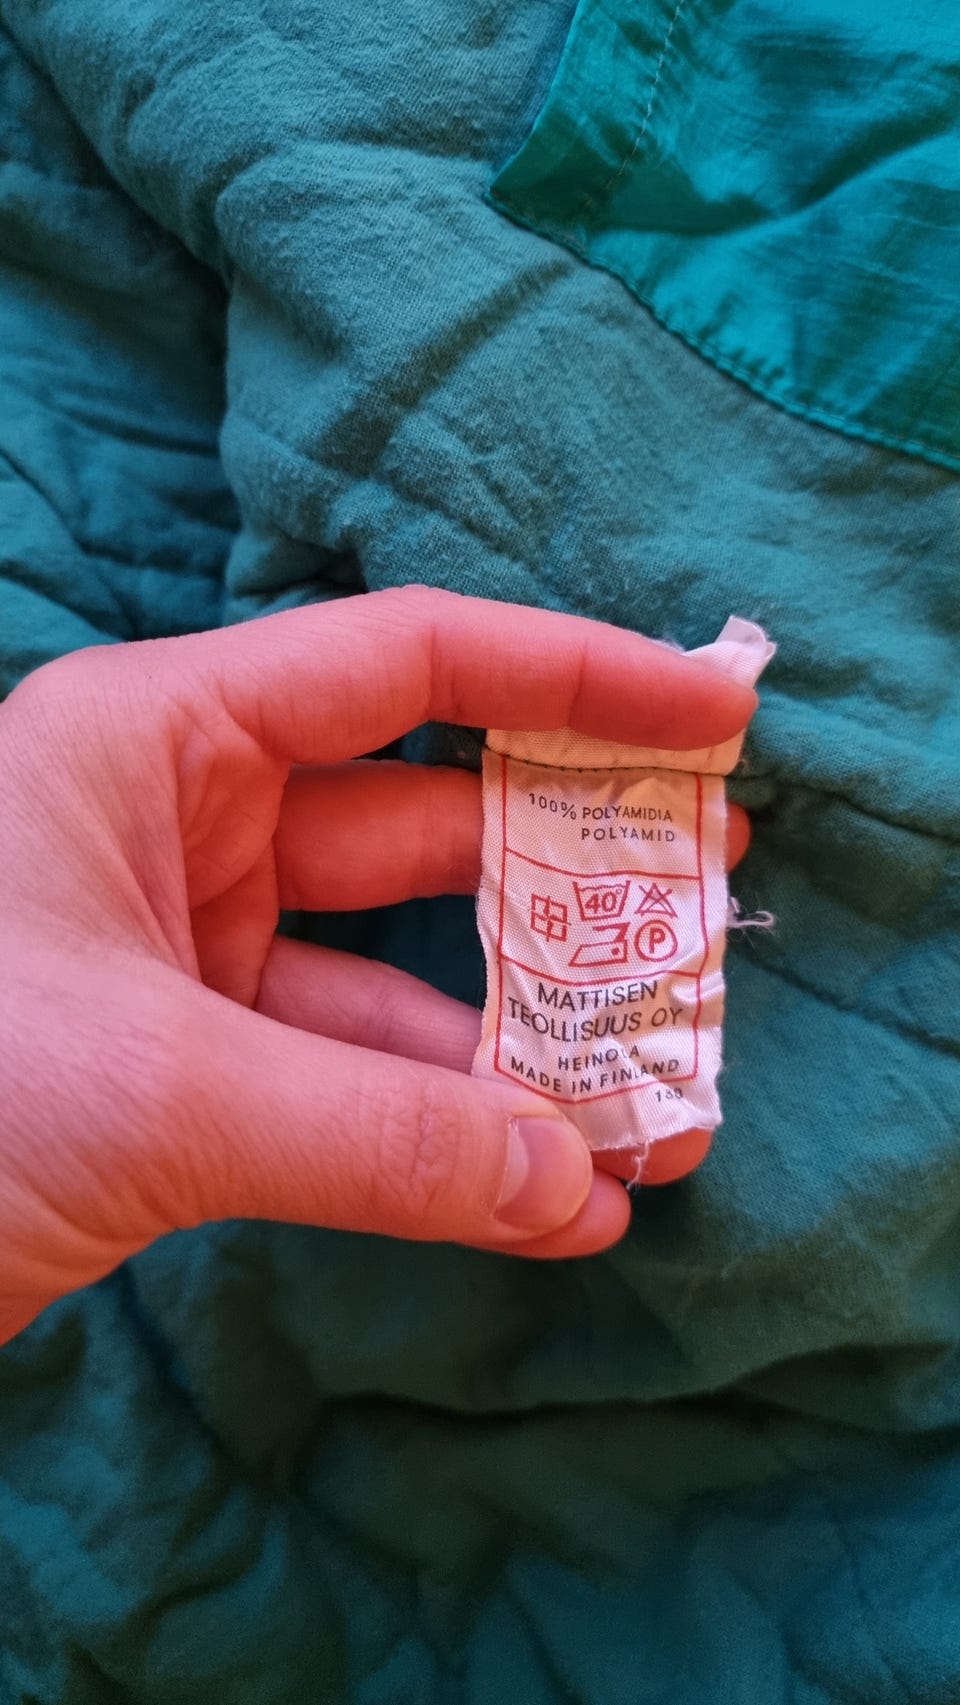 100% POLYAMIDIA
POLYAMID
40°
P
MATTISEN
TEOLLISUUS OY
HEINOLA
MADE IN FINLAND